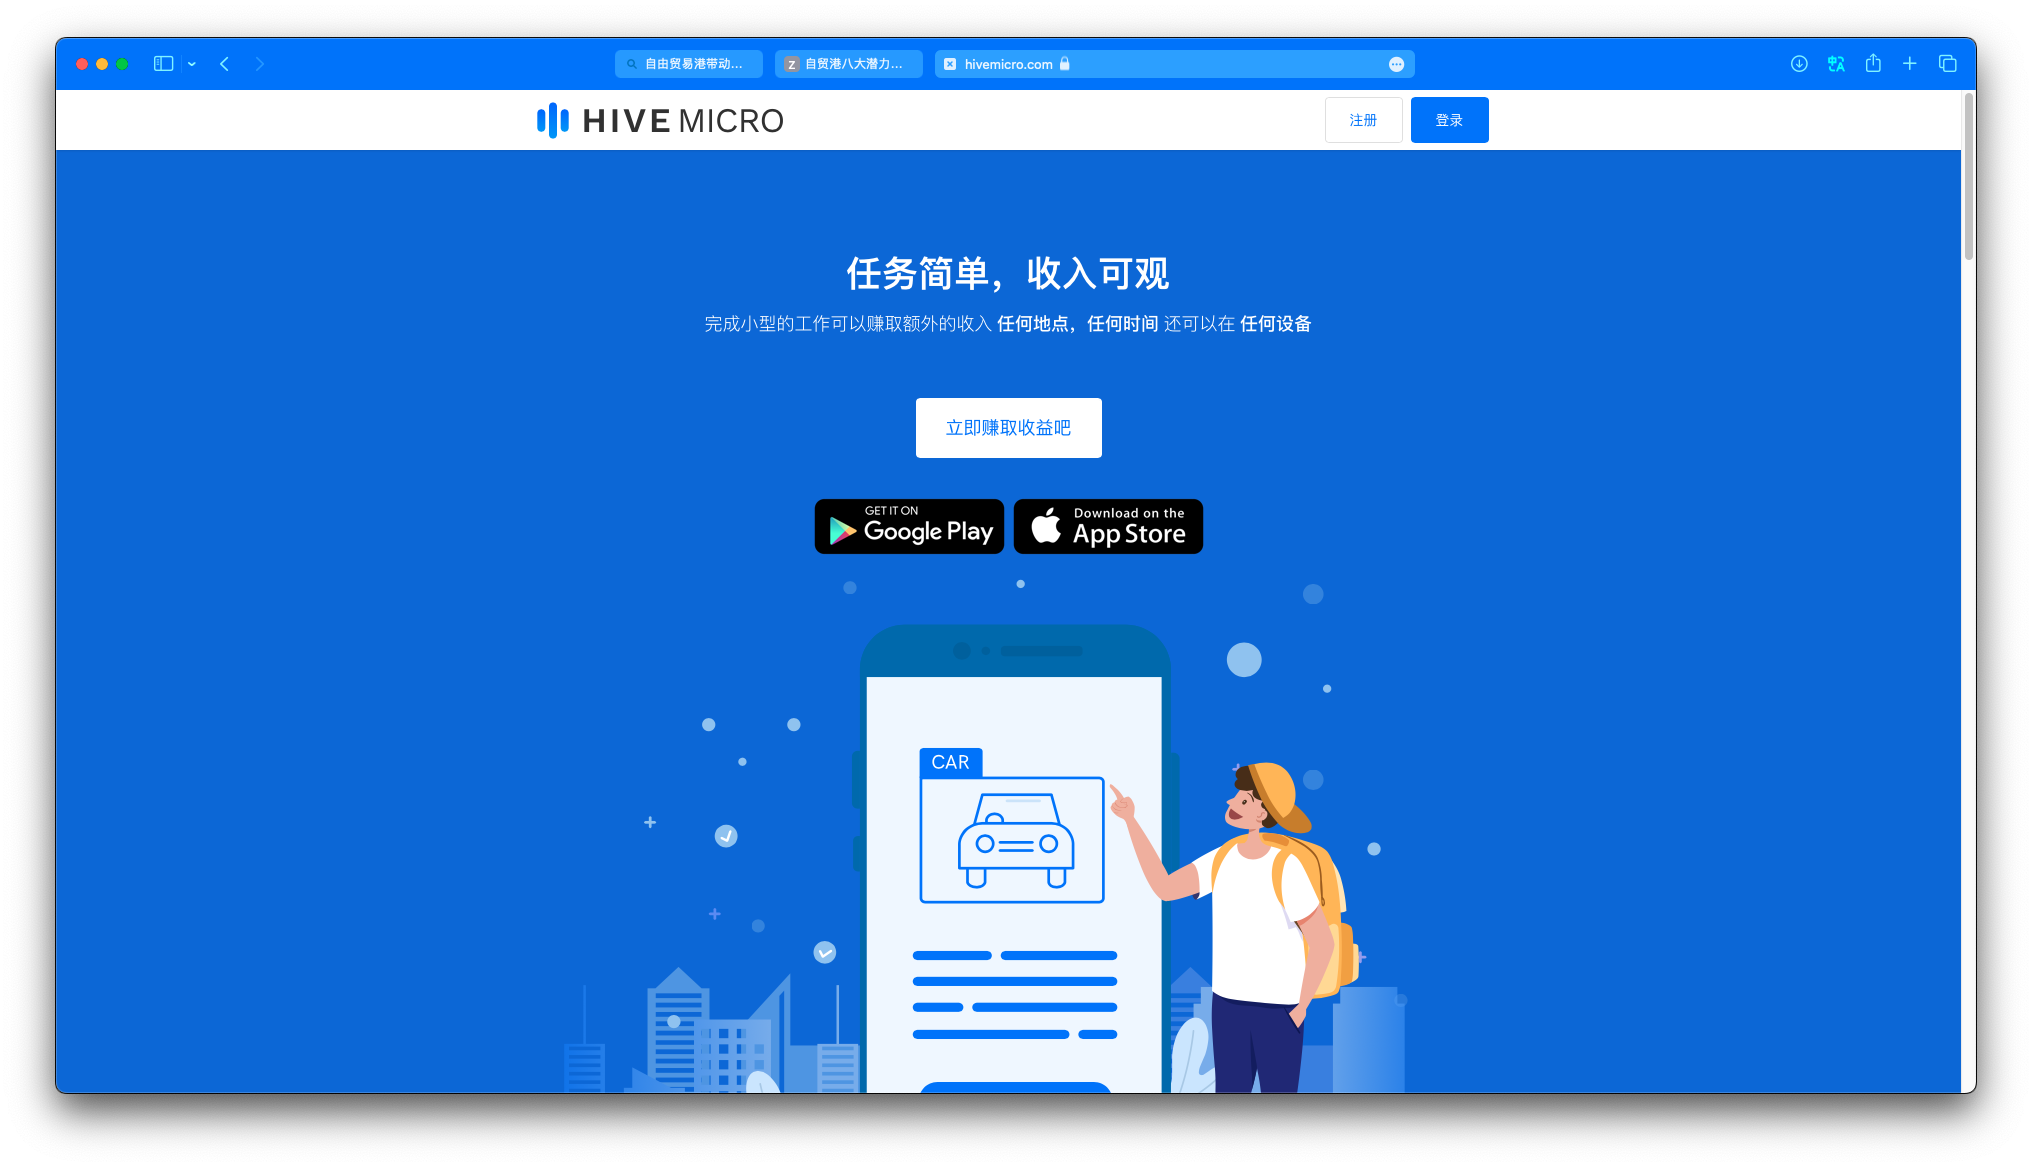 自由贸易港带动...
Z 自贸港八大潜力...
hivemicro.com
HIVE MICRO
注册
登录
任务简单，收入可观
完成小型的工作可以赚取额外的收入 任何地点，任何时间 还可以在 任何设备
立即赚取收益吧
GET IT ON
Google Play
Download on the
App Store
CAR